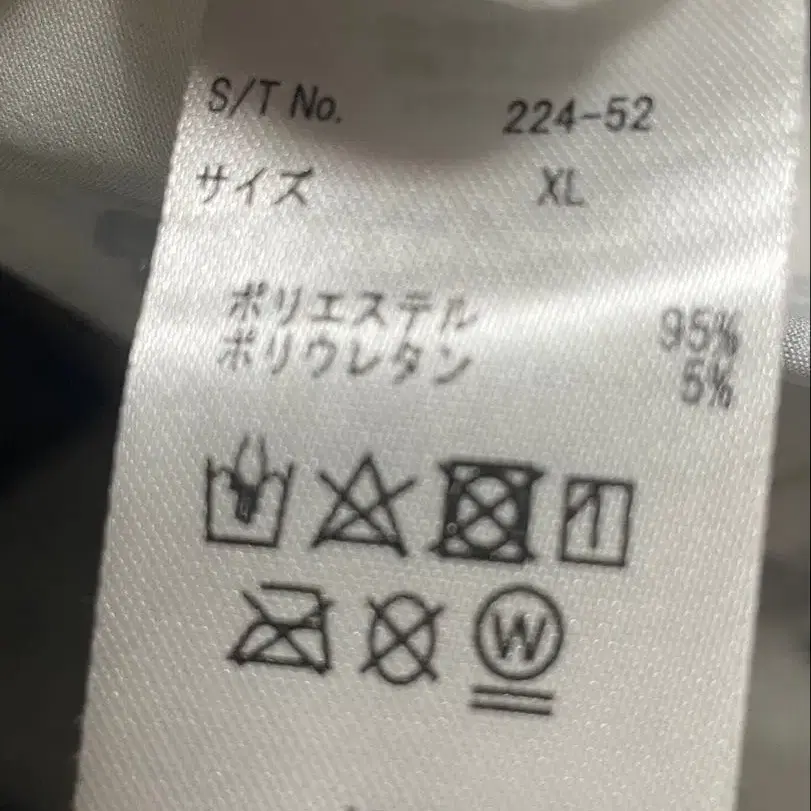 S/T No. 224-52
サイズ XL
ポリエステル 95%
ポリウレタン 5%
W